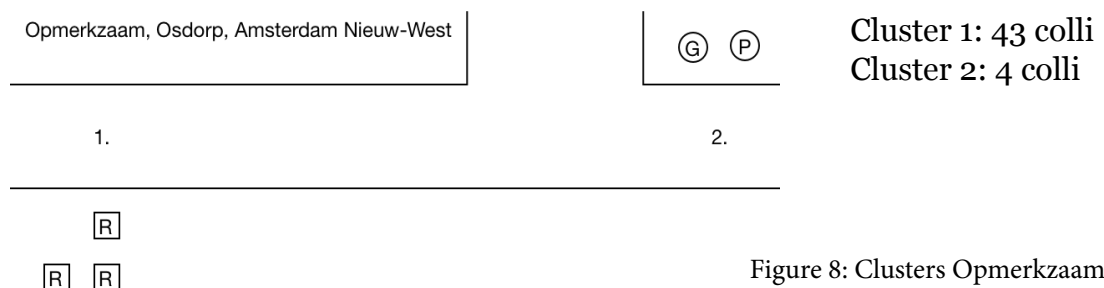 Opmerkzaam, Osdorp, Amsterdam Nieuw-West
G P
Cluster 1: 43 colli
Cluster 2: 4 colli
1. 2.
R
R R
Figure 8: Clusters Opmerkzaam